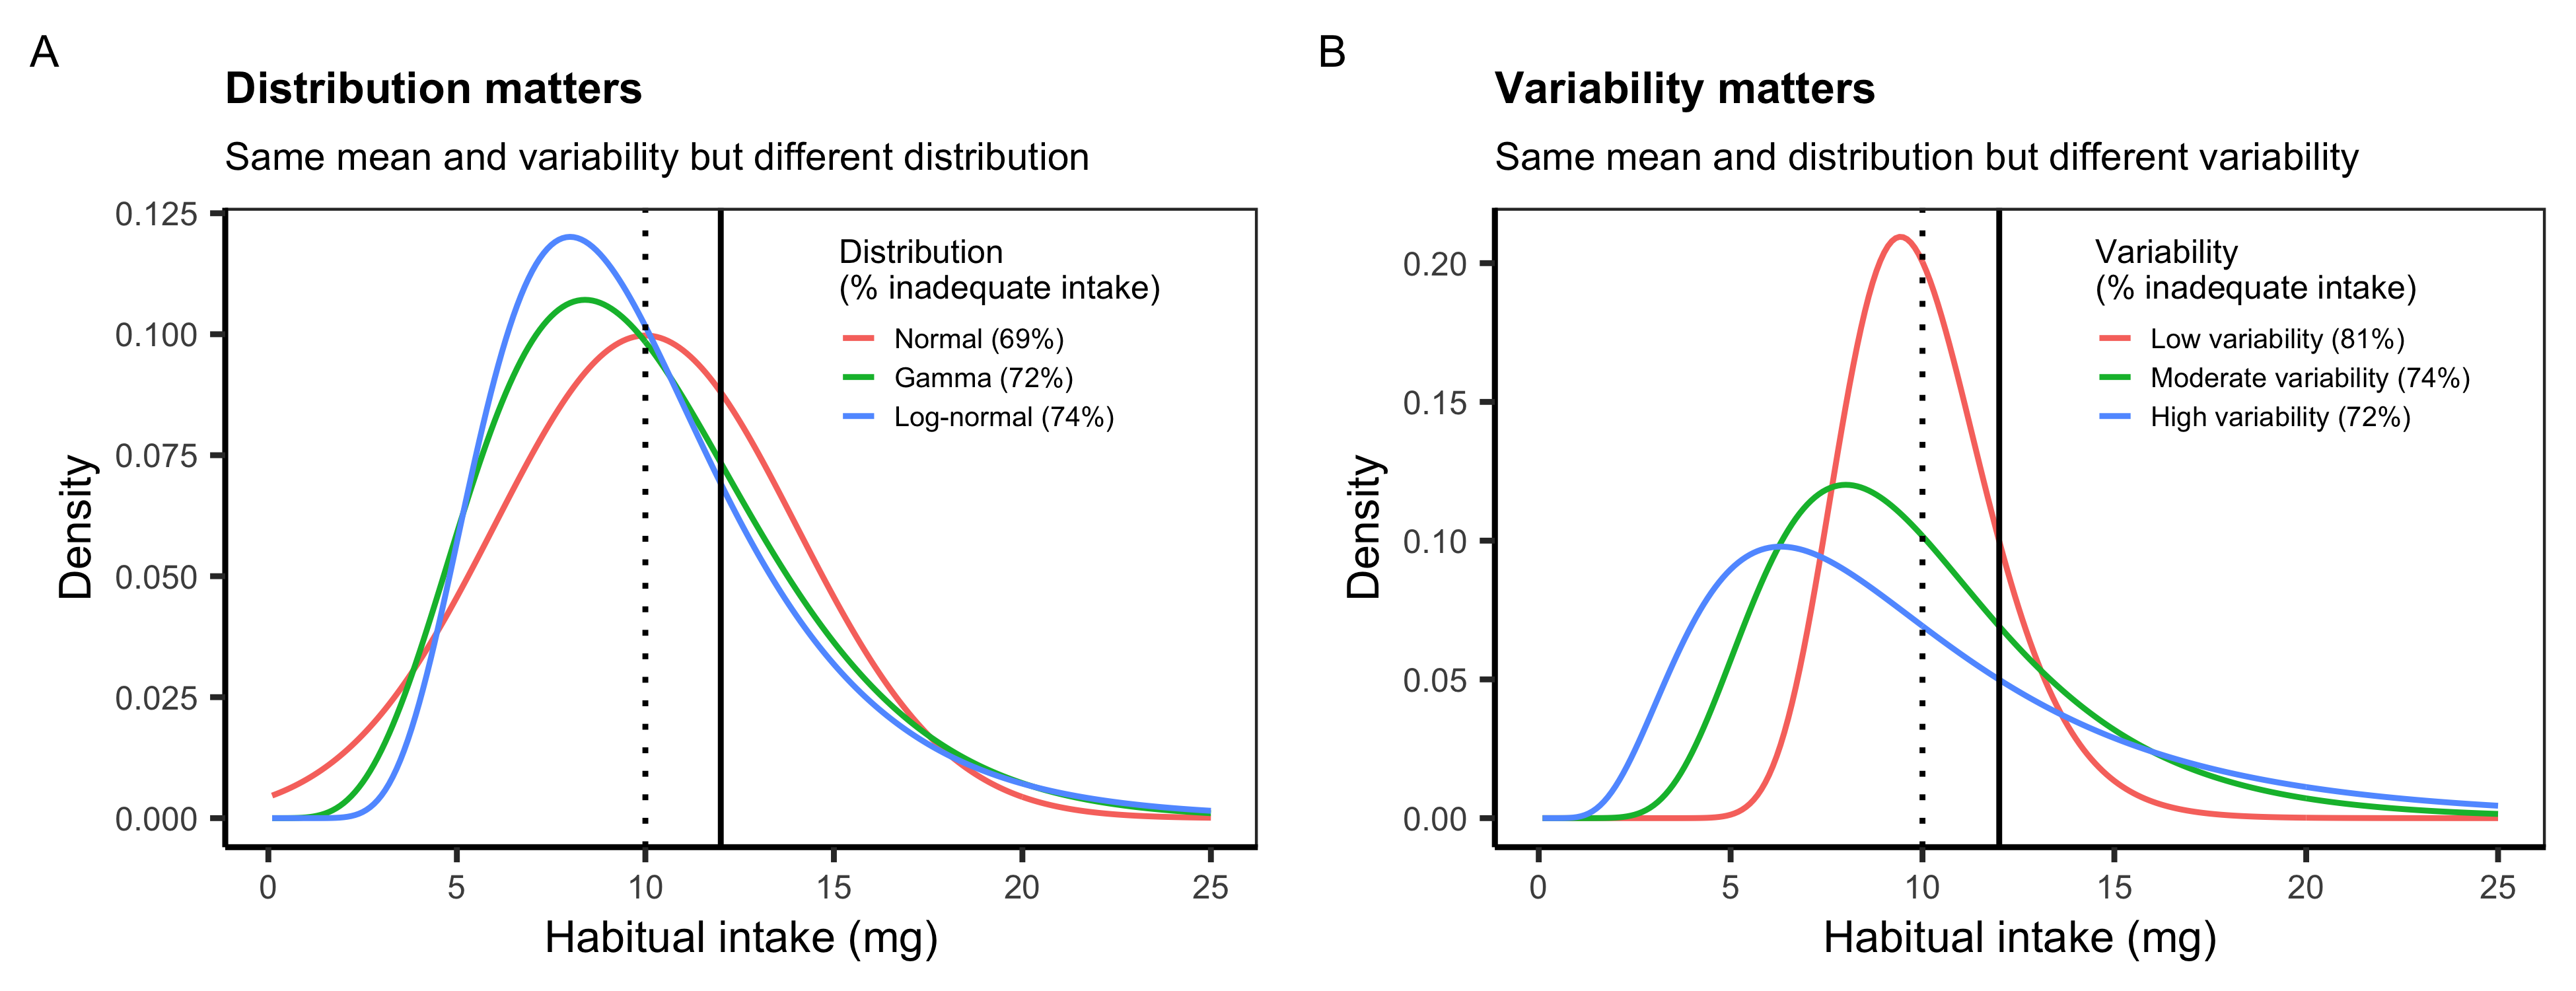 A
Distribution matters
Same mean and variability but different distribution
0.125
0.100
0.075
0.050
0.025
0.000
Density
Distribution
(% inadequate intake)
Normal (69%)
Gamma (72%)
Log-normal (74%)
0 5 10 15 20 25
Habitual intake (mg)
B
Variability matters
Same mean and distribution but different variability
0.20
0.15
0.10
0.05
0.00
Density
Variability
(% inadequate intake)
Low variability (81%)
Moderate variability (74%)
High variability (72%)
0 5 10 15 20 25
Habitual intake (mg)